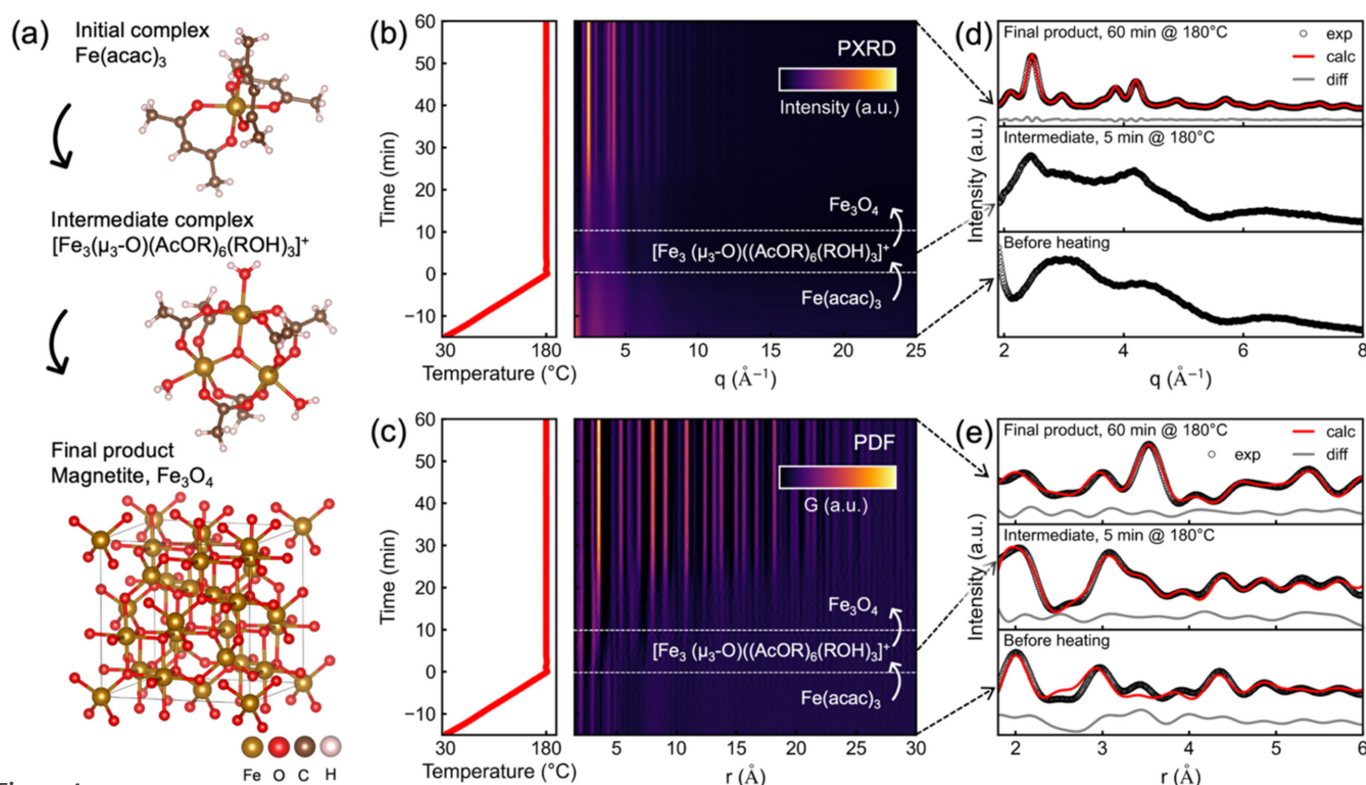 (a)
Initial complex
Fe(acac)₃
Intermediate complex
[Fe₃(μ₃-O)(AcOR)₆(ROH)₃]⁺
Final product
Magnetite, Fe₃O₄
Fe O C H
(b)
60
50
40
30
20
10
0
−10
Time (min)
30 180
Temperature (°C)
PXRD
Intensity (a.u.)
Fe₃O₄
[Fe₃ (μ₃-O)((AcOR)₆(ROH)₃]⁺
Fe(acac)₃
5 10 15 20 25
q (Å⁻¹)
(d)
Final product, 60 min @ 180°C
exp
calc
diff
Intermediate, 5 min @ 180°C
Before heating
Intensity (a.u.)
2 4 6 8
q (Å⁻¹)
(c)
60
50
40
30
20
10
0
−10
Time (min)
30 180
Temperature (°C)
PDF
G (a.u.)
Fe₃O₄
[Fe₃ (μ₃-O)((AcOR)₆(ROH)₃]⁺
Fe(acac)₃
5 10 15 20 25 30
r (Å)
(e)
Final product, 60 min @ 180°C
calc
exp
diff
Intermediate, 5 min @ 180°C
Before heating
Intensity (a.u.)
2 3 4 5 6
r (Å)